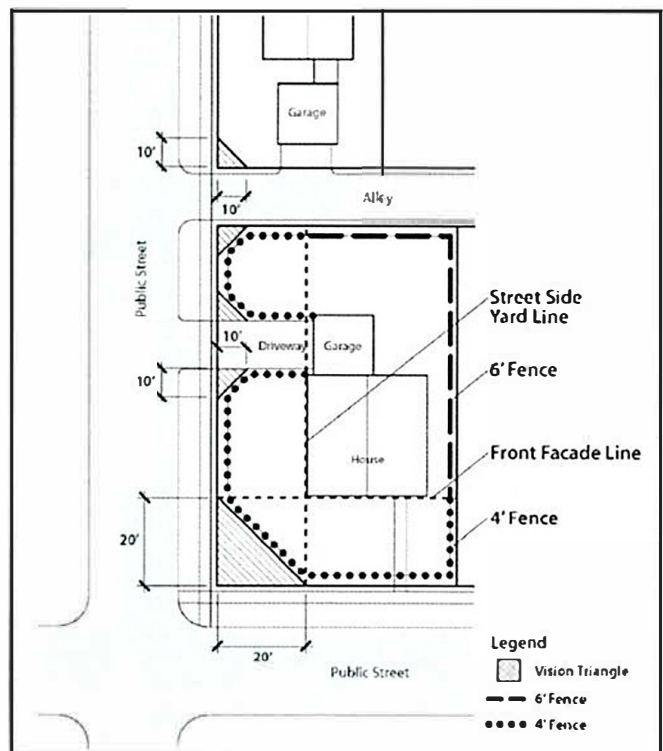 Garage
10'
Alley
10'
Public Street
Street Side
Yard Line
10'
Driveway
Garage
10'
6' Fence
House
Front Facade Line
4' Fence
20'
20'
Public Street
Legend
Vision Triangle
6' Fence
4' Fence